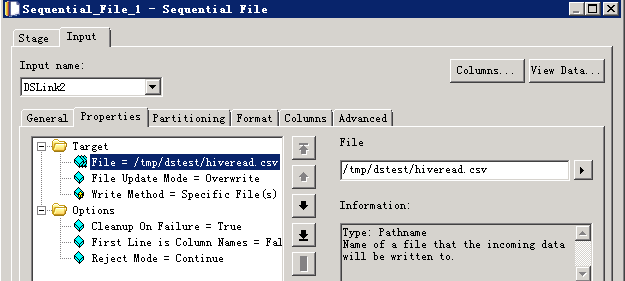 Sequential_File_1 - Sequential File
Stage
Input
Input name:
Columns...
View Data...
DSLink2
General
Properties
Partitioning
Format
Columns
Advanced
Target
File = /tmp/dstest/hiveread.csv
File Update Mode = Overwrite
Write Method = Specific File(s)
Options
Cleanup On Failure = True
First Line is Column Names = Fal
Reject Mode = Continue
File
/tmp/dstest/hiveread.csv
Information:
Type: Pathname
Name of a file that the incoming data
will be written to.